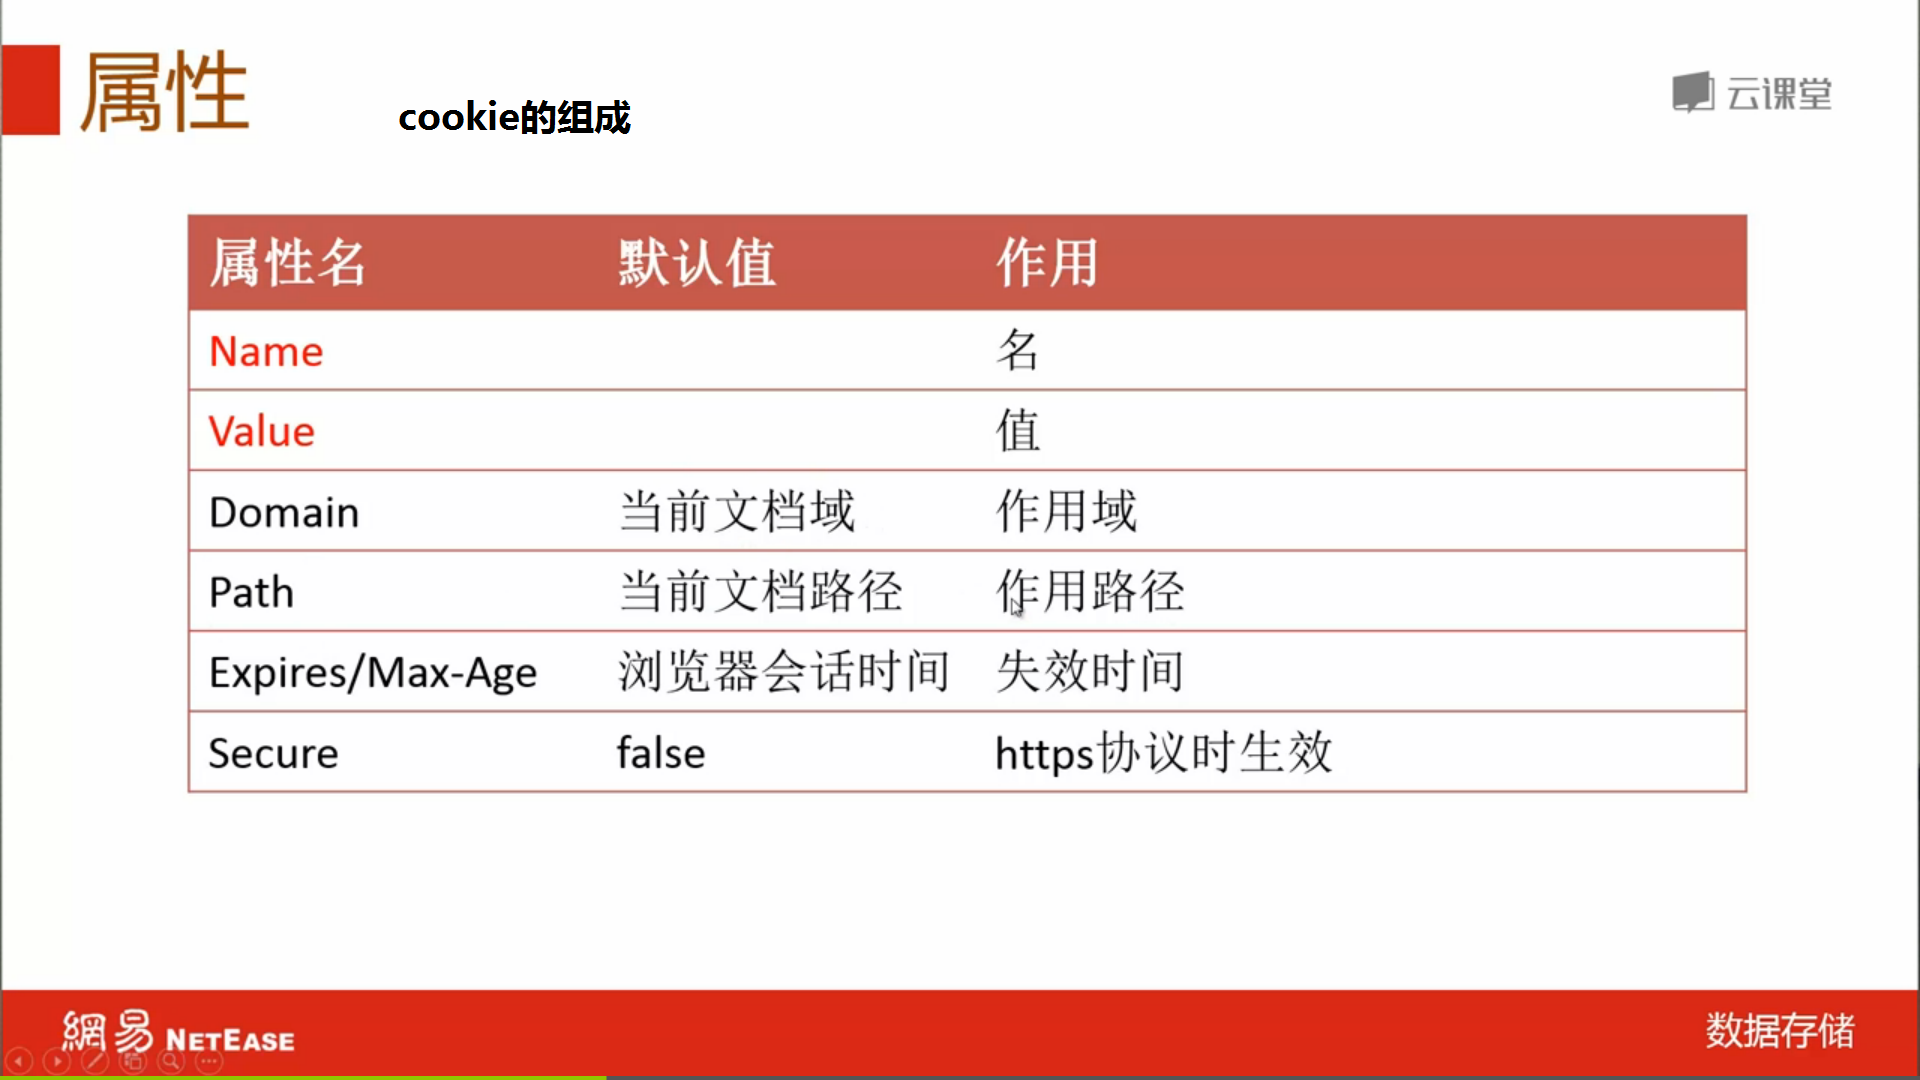 属性
cookie的组成
云课堂
属性名 默认值 作用
Name 名
Value 值
Domain 当前文档域 作用域
Path 当前文档路径 作用路径
Expires/Max-Age 浏览器会话时间 失效时间
Secure false https协议时生效
網易 NETEASE
数据存储